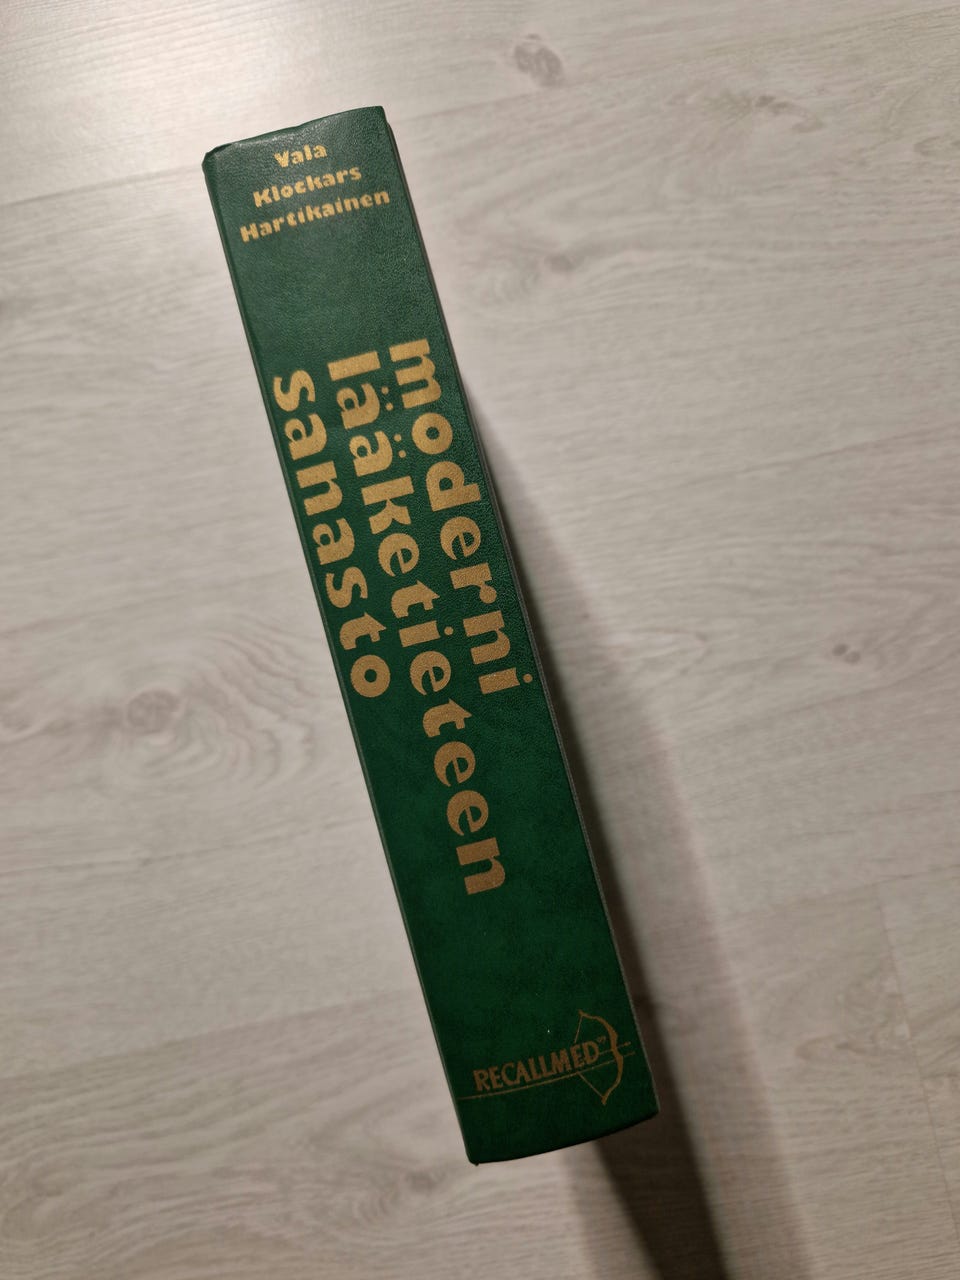 Vala
Klockars
Hartikainen
moderni
lääketieteen
sanasto
RECALLMED